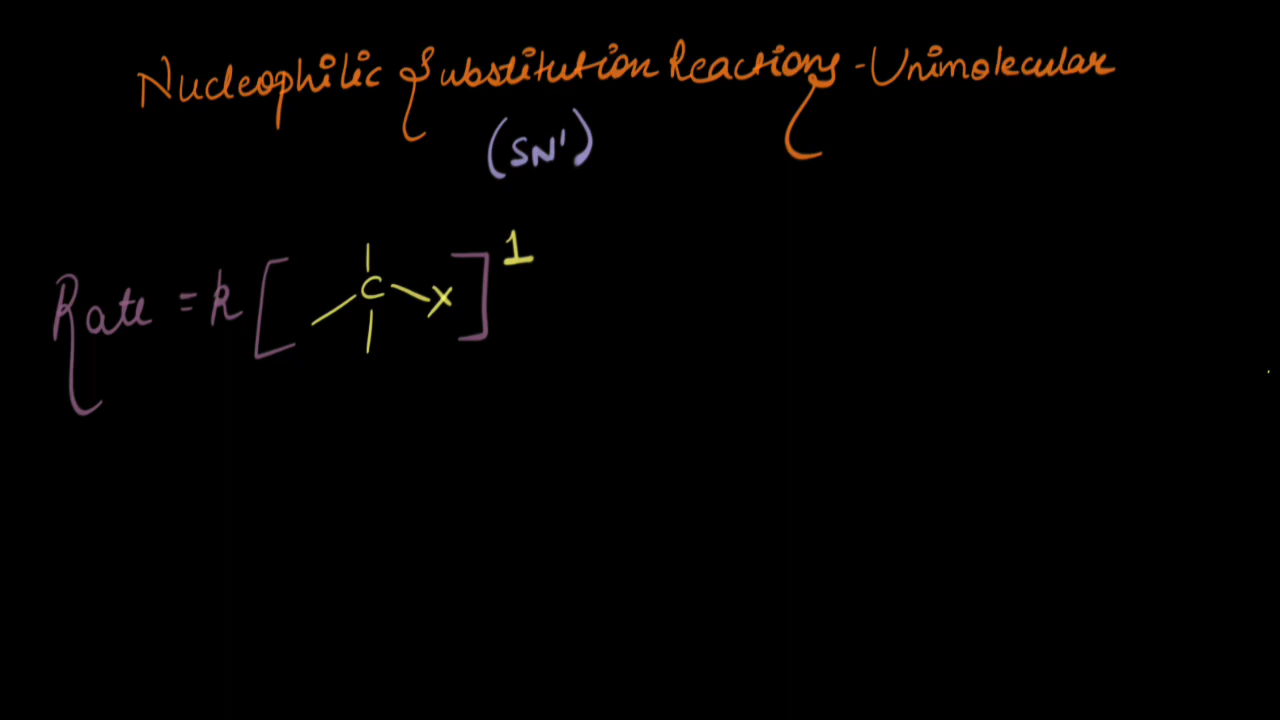 Nucleophilic Substitution Reactions - Unimolecular
(SN¹)
Rate = k [ C X ]¹